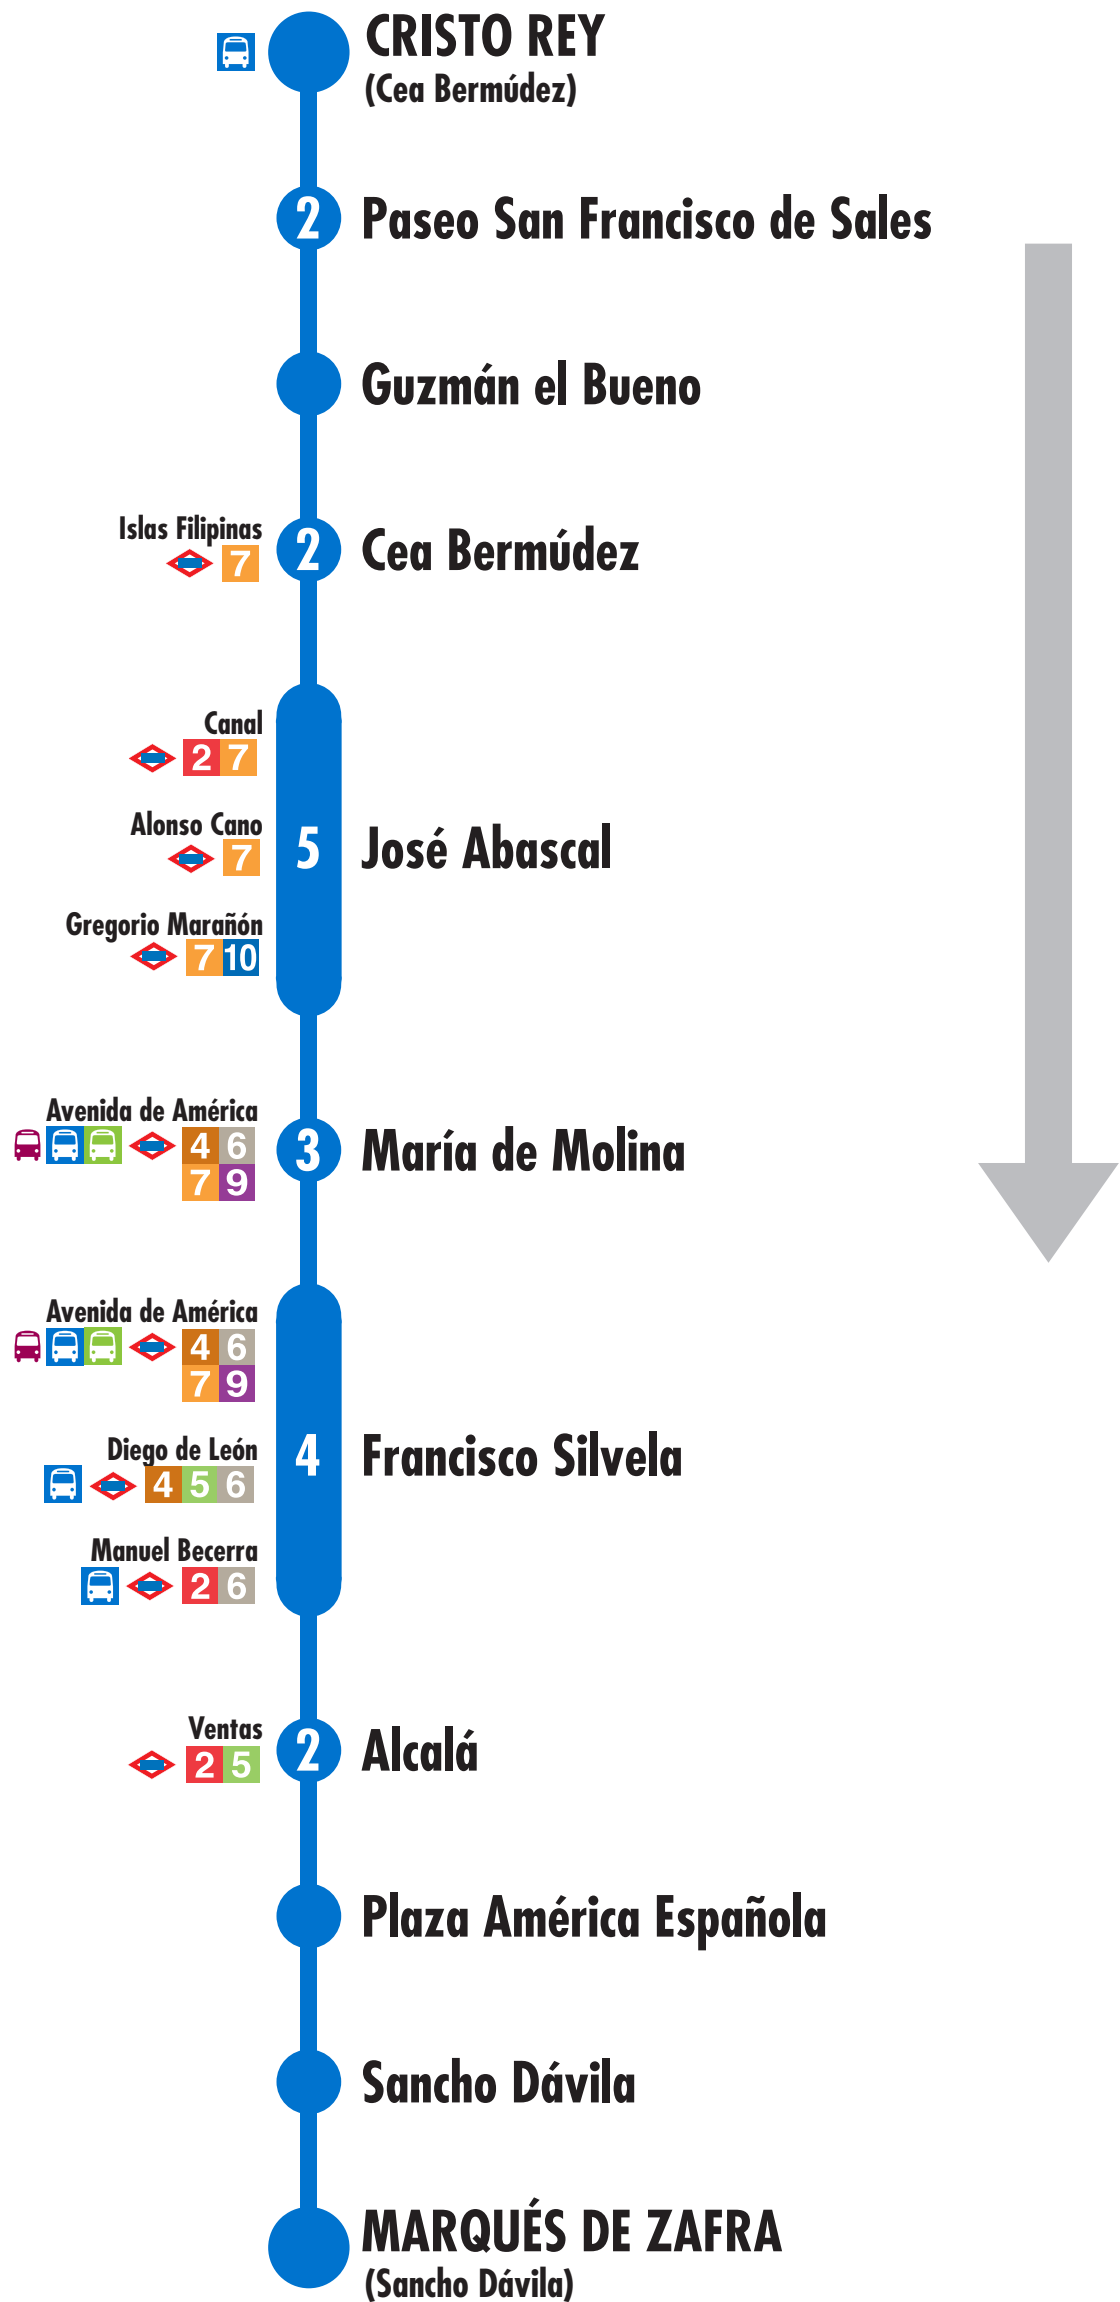 CRISTO REY
(Cea Bermúdez)
2 Paseo San Francisco de Sales
Guzmán el Bueno
Islas Filipinas
7
2 Cea Bermúdez
Canal
2 7
Alonso Cano
7
5 José Abascal
Gregorio Marañón
7 10
Avenida de América
4 6
7 9
3 María de Molina
Avenida de América
4 6
7 9
Diego de León
4 5 6
4 Francisco Silvela
Manuel Becerra
2 6
Ventas
2 5
2 Alcalá
Plaza América Española
Sancho Dávila
MARQUÉS DE ZAFRA
(Sancho Dávila)